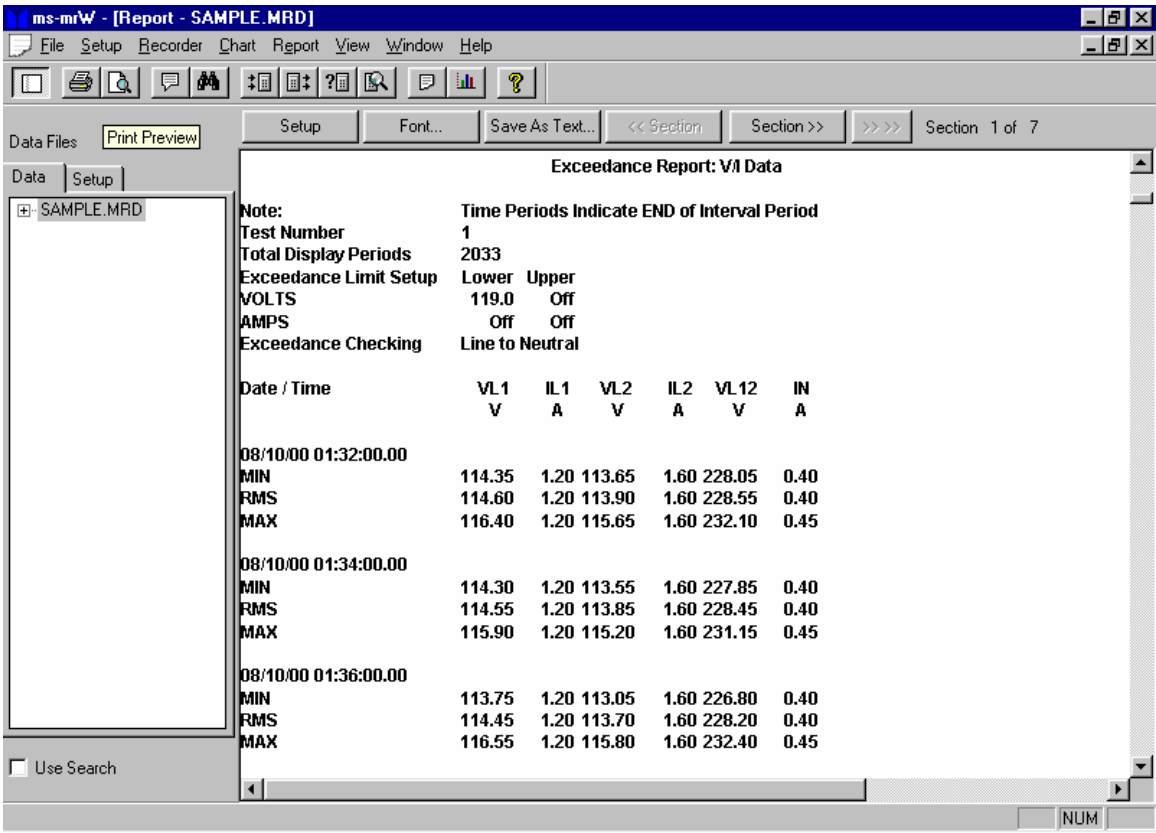 ms-mrW - [Report - SAMPLE.MRD]
File Setup Recorder Chart Report View Window Help
Data Files
Print Preview
Data Setup
SAMPLE.MRD
Use Search
Setup Font... Save As Text... << Section Section >> >> >> Section 1 of 7
Exceedance Report: V/I Data
Note: Time Periods Indicate END of Interval Period
Test Number 1
Total Display Periods 2033
Exceedance Limit Setup Lower Upper
VOLTS 119.0 Off
AMPS Off Off
Exceedance Checking Line to Neutral
Date / Time VL1 IL1 VL2 IL2 VL12 IN
V A V A V A
08/10/00 01:32:00.00
MIN 114.35 1.20 113.65 1.60 228.05 0.40
RMS 114.60 1.20 113.90 1.60 228.55 0.40
MAX 116.40 1.20 115.65 1.60 232.10 0.45
08/10/00 01:34:00.00
MIN 114.30 1.20 113.55 1.60 227.85 0.40
RMS 114.55 1.20 113.85 1.60 228.45 0.40
MAX 115.90 1.20 115.20 1.60 231.15 0.45
08/10/00 01:36:00.00
MIN 113.75 1.20 113.05 1.60 226.80 0.40
RMS 114.45 1.20 113.70 1.60 228.20 0.40
MAX 116.55 1.20 115.80 1.60 232.40 0.45
NUM